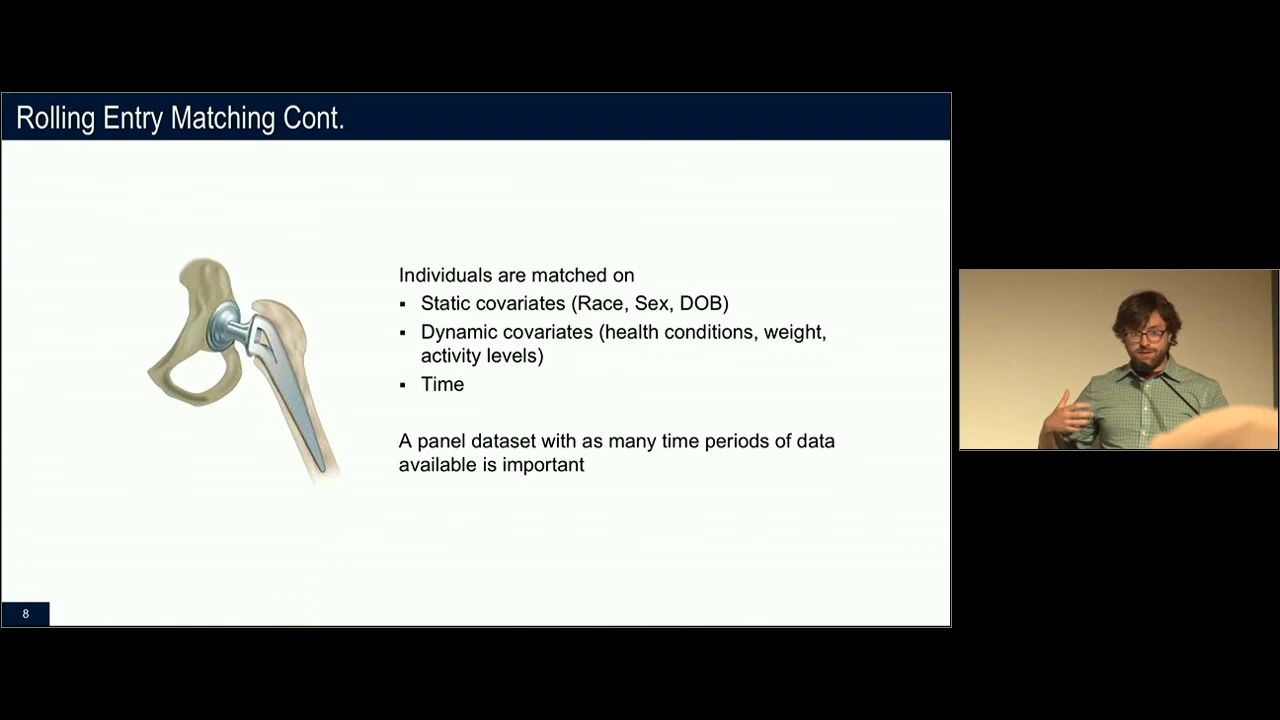 Rolling Entry Matching Cont.
Individuals are matched on
▪ Static covariates (Race, Sex, DOB)
▪ Dynamic covariates (health conditions, weight,
activity levels)
▪ Time
A panel dataset with as many time periods of data
available is important
8